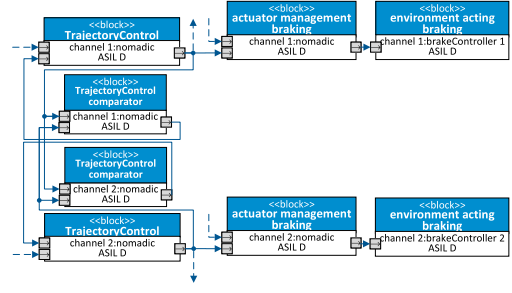 <<block>>
TrajectoryControl
channel 1:nomadic
ASIL D
<<block>>
actuator management
braking
channel 1:nomadic
ASIL D
<<block>>
environment acting
braking
channel 1:brakeController 1
ASIL D
<<block>>
TrajectoryControl
comparator
channel 1:nomadic
ASIL D
<<block>>
TrajectoryControl
comparator
channel 2:nomadic
ASIL D
<<block>>
TrajectoryControl
channel 2:nomadic
ASIL D
<<block>>
actuator management
braking
channel 2:nomadic
ASIL D
<<block>>
environment acting
braking
channel 2:brakeController 2
ASIL D